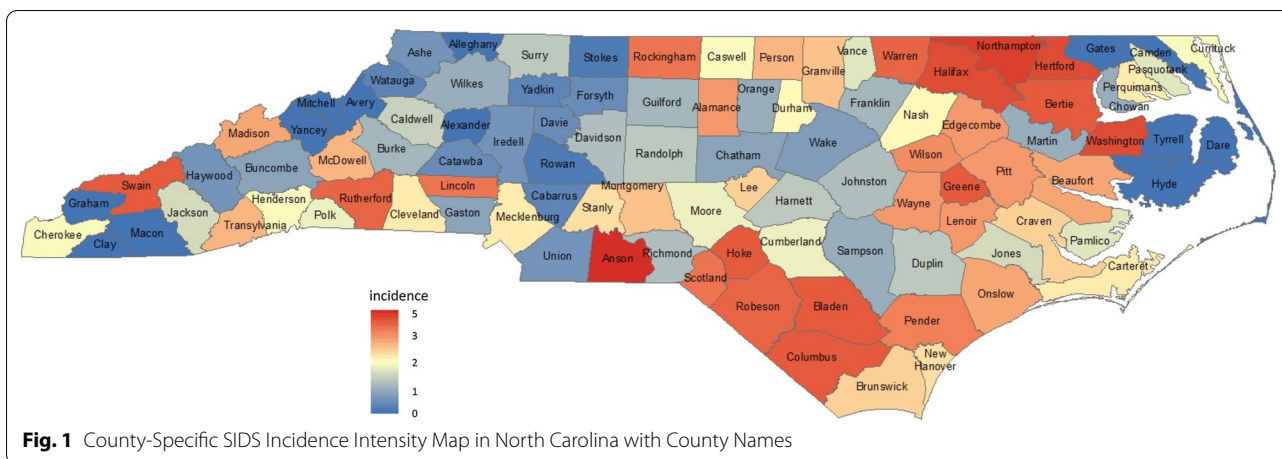 Ashe
Alleghany
Surry
Stokes
Rockingham
Caswell
Person
Vance
Granville
Warren
Northampton
Halifax
Hertford
Gates
Camden
Currituck
Pasquotank
Perquimans
Chowan
Bertie
Watauga
Wilkes
Yadkin
Forsyth
Guilford
Alamance
Orange
Durham
Franklin
Nash
Edgecombe
Martin
Washington
Tyrrell
Dare
Hyde
Mitchell
Avery
Yancey
Caldwell
Alexander
Iredell
Davie
Davidson
Randolph
Chatham
Wake
Wilson
Pitt
Beaufort
Madison
McDowell
Burke
Catawba
Rowan
Buncombe
Haywood
Swain
Graham
Jackson
Henderson
Rutherford
Lincoln
Polk
Cleveland
Gaston
Mecklenburg
Cabarrus
Stanly
Montgomery
Moore
Lee
Harnett
Johnston
Wayne
Greene
Lenoir
Craven
Pamlico
Cherokee
Clay
Macon
Transylvania
Union
Anson
Richmond
Scotland
Hoke
Cumberland
Sampson
Duplin
Jones
Carteret
Onslow
Robeson
Bladen
Pender
Columbus
New
Hanover
Brunswick
incidence
5
3
2
1
0
Fig. 1 County-Specific SIDS Incidence Intensity Map in North Carolina with County Names